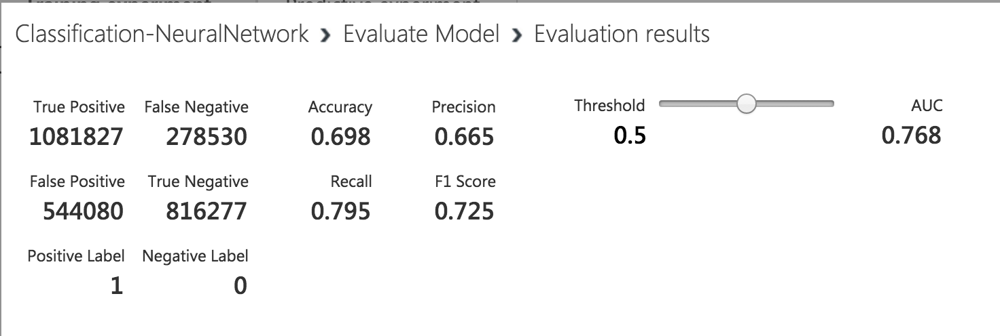 Classification-NeuralNetwork › Evaluate Model › Evaluation results
True Positive False Negative Accuracy Precision Threshold AUC
1081827 278530 0.698 0.665 0.5 0.768
False Positive True Negative Recall F1 Score
544080 816277 0.795 0.725
Positive Label Negative Label
1 0